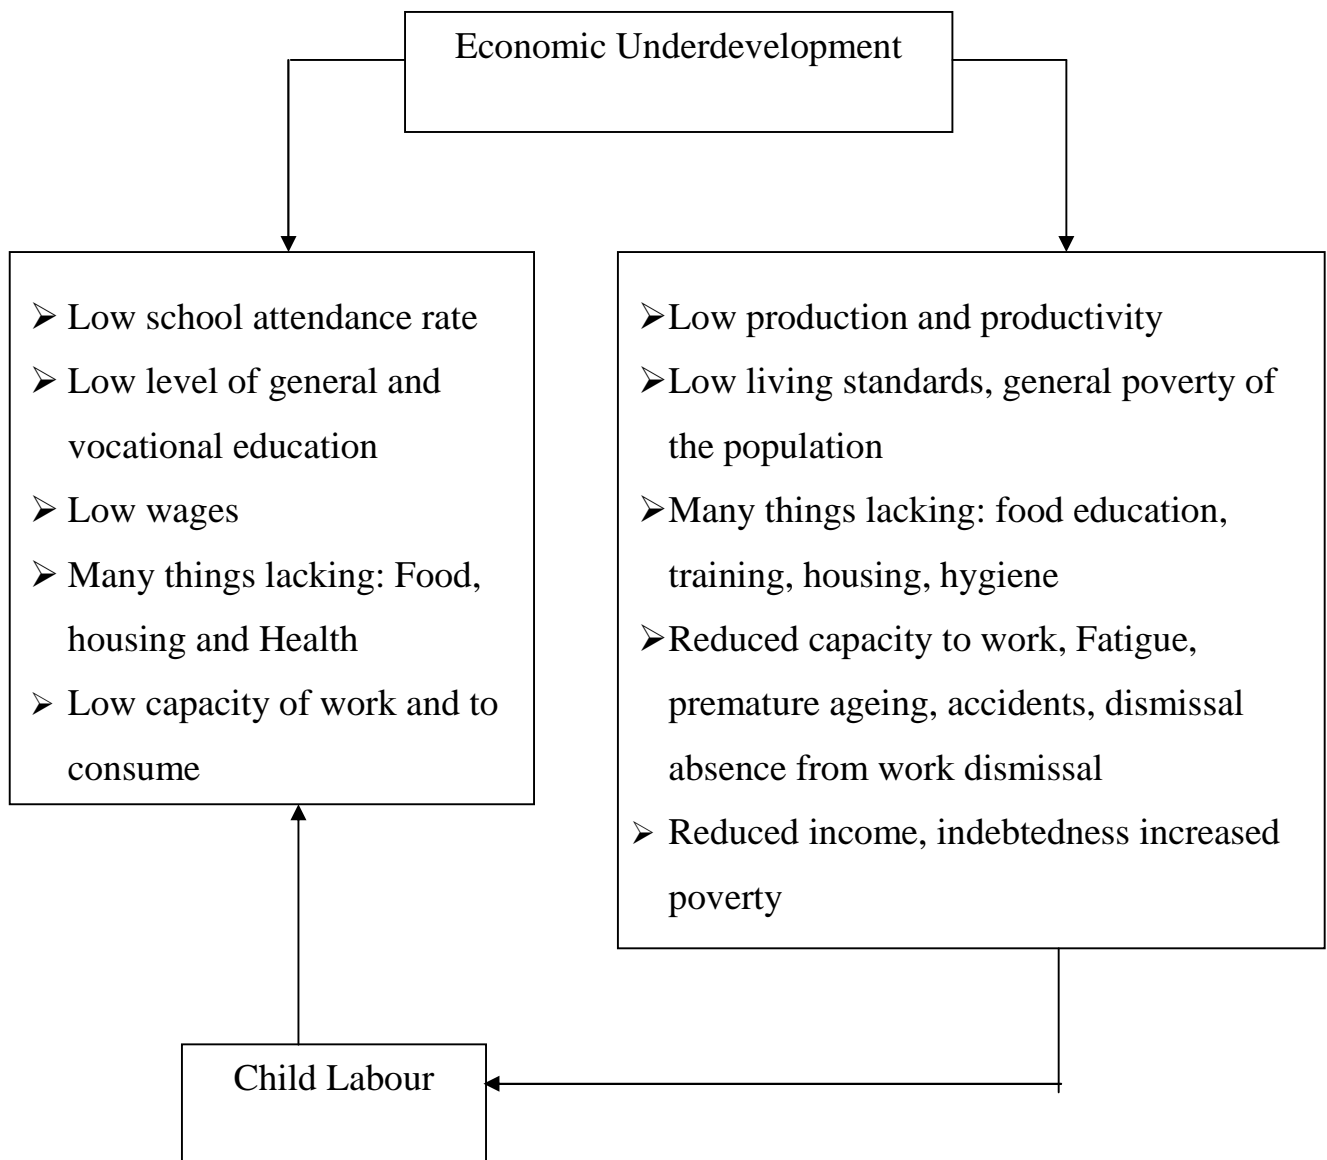 Economic Underdevelopment
➢ Low school attendance rate
➢ Low level of general and
vocational education
➢ Low wages
➢ Many things lacking: Food,
housing and Health
➢ Low capacity of work and to
consume
➢Low production and productivity
➢Low living standards, general poverty of
the population
➢Many things lacking: food education,
training, housing, hygiene
➢Reduced capacity to work, Fatigue,
premature ageing, accidents, dismissal
absence from work dismissal
➢ Reduced income, indebtedness increased
poverty
Child Labour